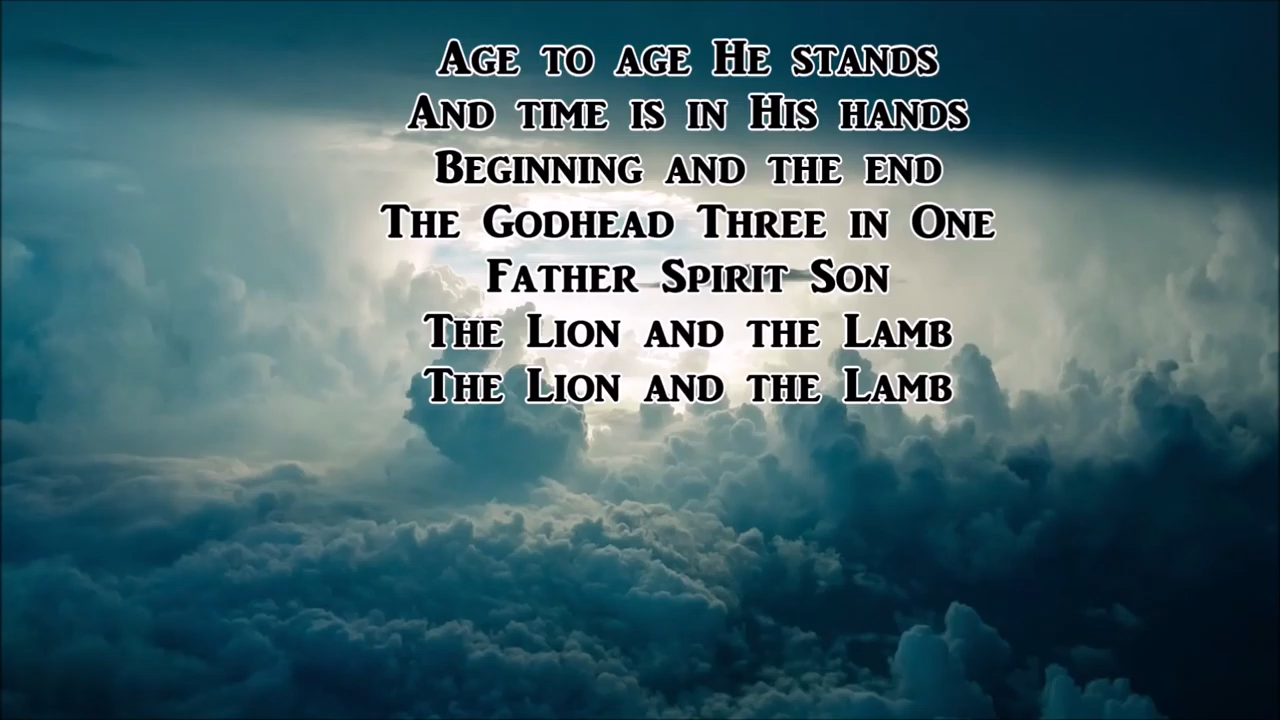 Age to age He stands
And time is in His hands
Beginning and the end
The Godhead Three in One
Father Spirit Son
The Lion and the Lamb
The Lion and the Lamb